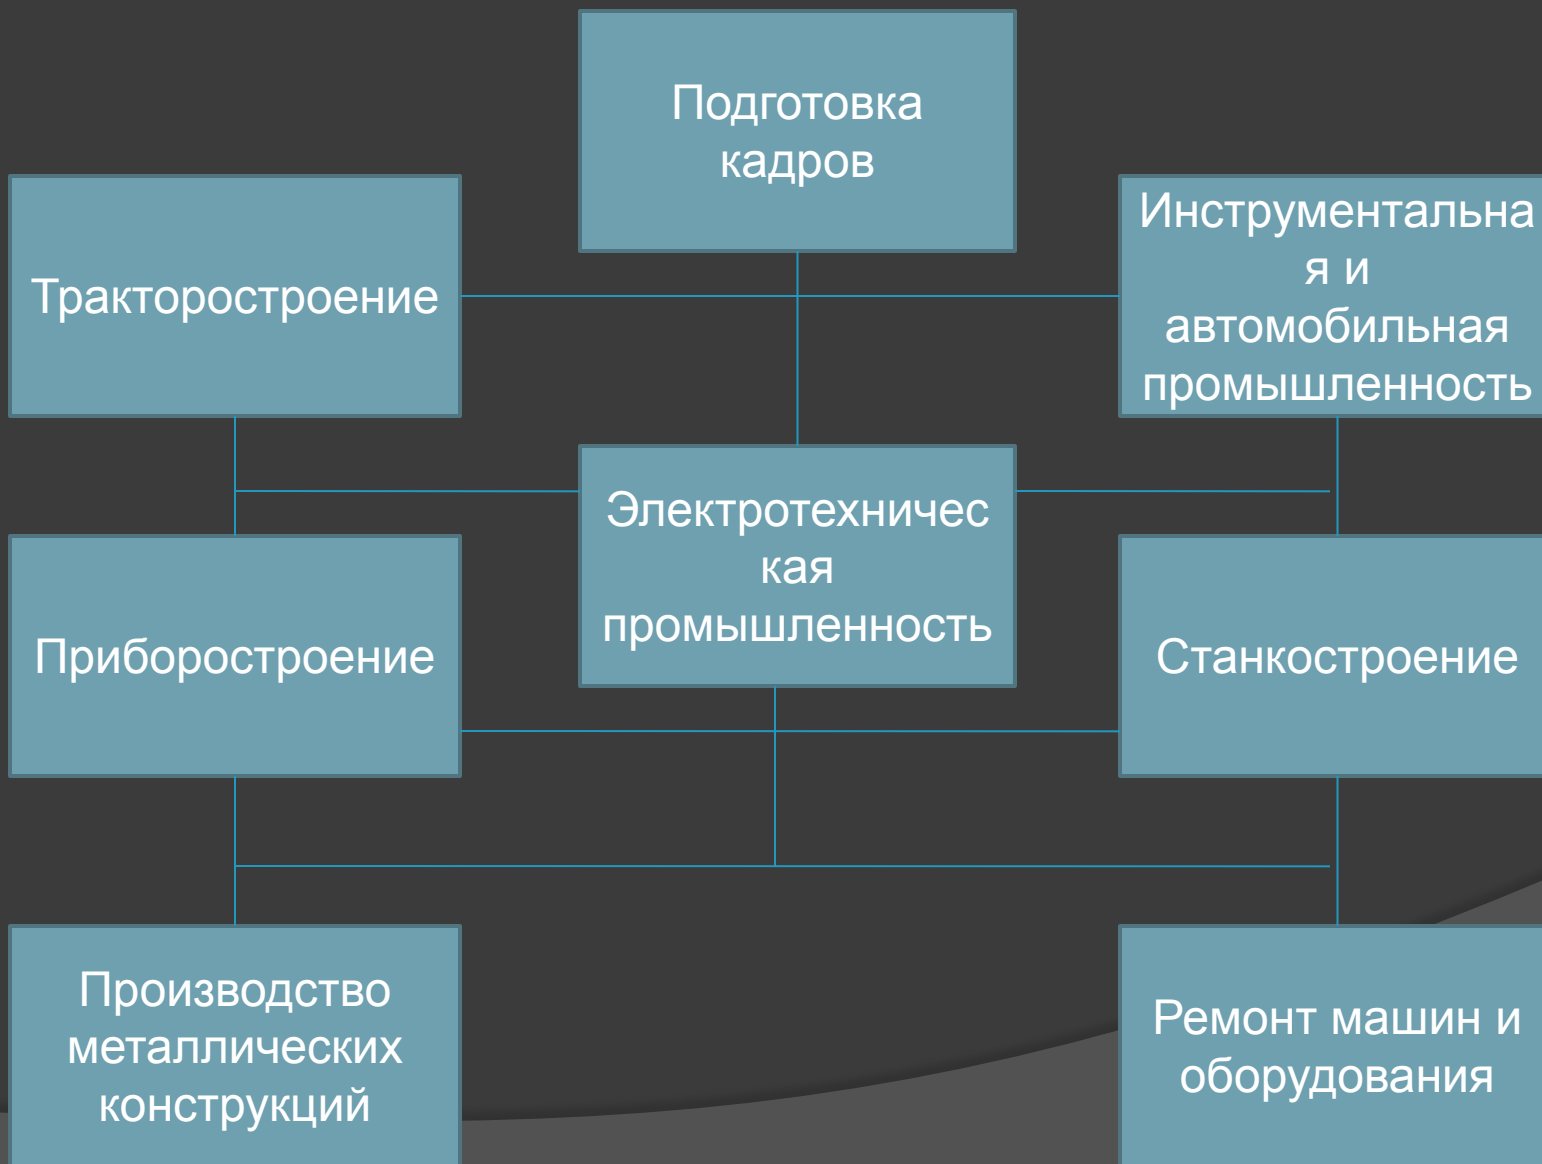 Подготовка
кадров
Тракторостроение
Инструментальна
я и
автомобильная
промышленность
Электротехничес
кая
промышленность
Приборостроение
Станкостроение
Производство
металлических
конструкций
Ремонт машин и
оборудования